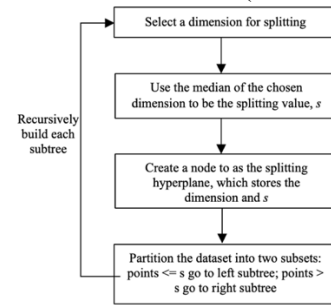 Select a dimension for splitting
Use the median of the chosen
dimension to be the splitting value, s
Recursively
build each
subtree
Create a node to as the splitting
hyperplane, which stores the
dimension and s
Partition the dataset into two subsets:
points <= s go to left subtree; points >
s go to right subtree